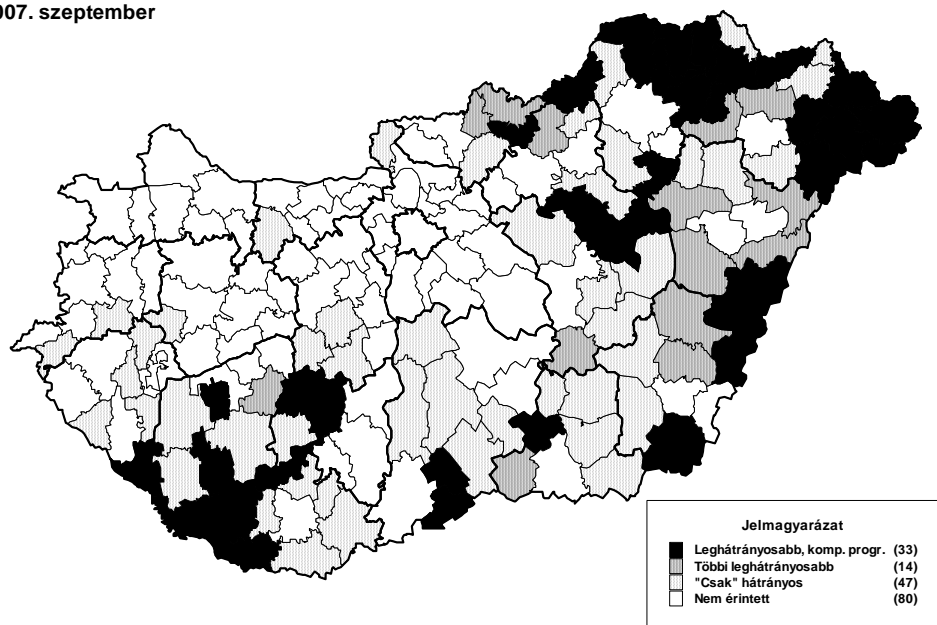 007. szeptember
Jelmagyarázat
Leghátrányosabb, komp. progr. (33)
Többi leghátrányosabb (14)
"Csak" hátrányos (47)
Nem érintett (80)